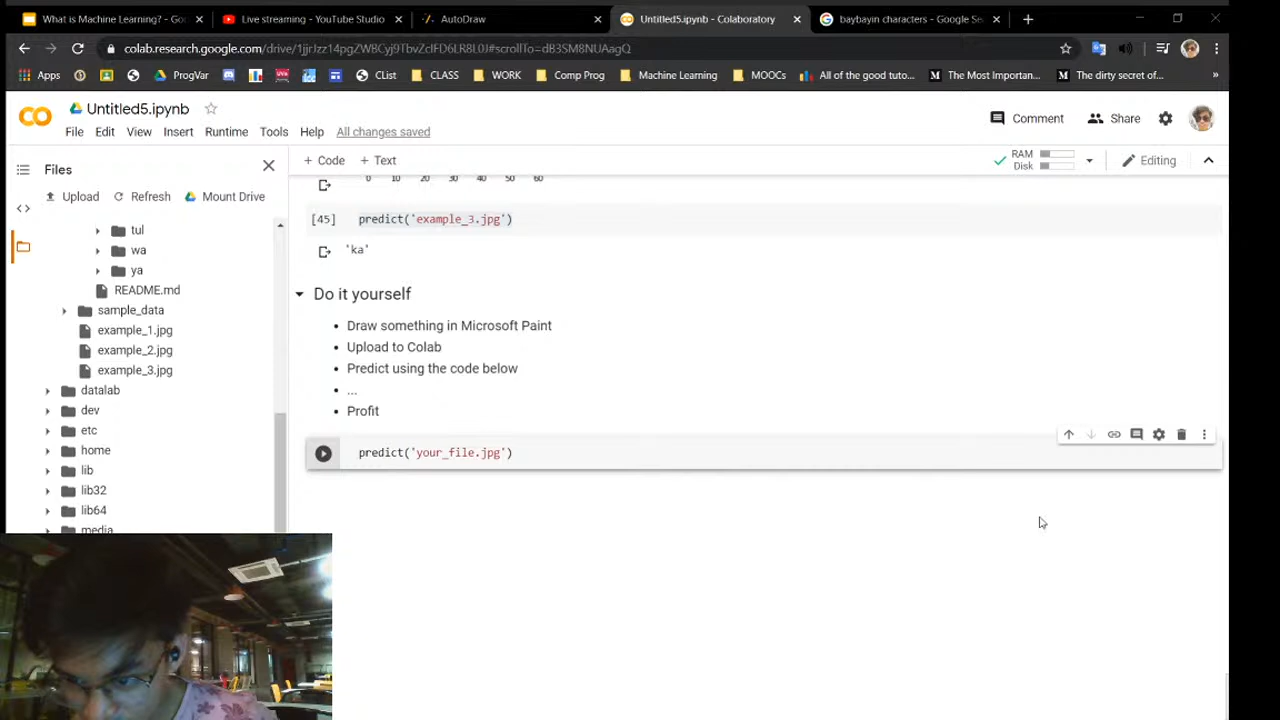 What is Machine Learning? - Goo
Live streaming - YouTube Studio
AutoDraw
Untitled5.ipynb - Colaboratory
baybayin characters - Google Se
colab.research.google.com/drive/
Apps
ProgVar
CList
CLASS
WORK
Comp Prog
Machine Learning
MOOCs
All of the good tuto...
The Most Importan...
The dirty secret of...
»
CO
Untitled5.ipynb
Comment
Share
File Edit View Insert Runtime Tools Help All changes saved
Files
+ Code + Text
RAM
Disk
Editing
Upload Refresh Mount Drive
0 10 20 30 40 50 60
tul
wa
ya
README.md
sample_data
example_1.jpg
example_2.jpg
example_3.jpg
datalab
dev
etc
home
lib
lib32
lib64
media
[45] predict('example_3.jpg')
'ka'
Do it yourself
• Draw something in Microsoft Paint
• Upload to Colab
• Predict using the code below
• ...
• Profit
predict('your_file.jpg')